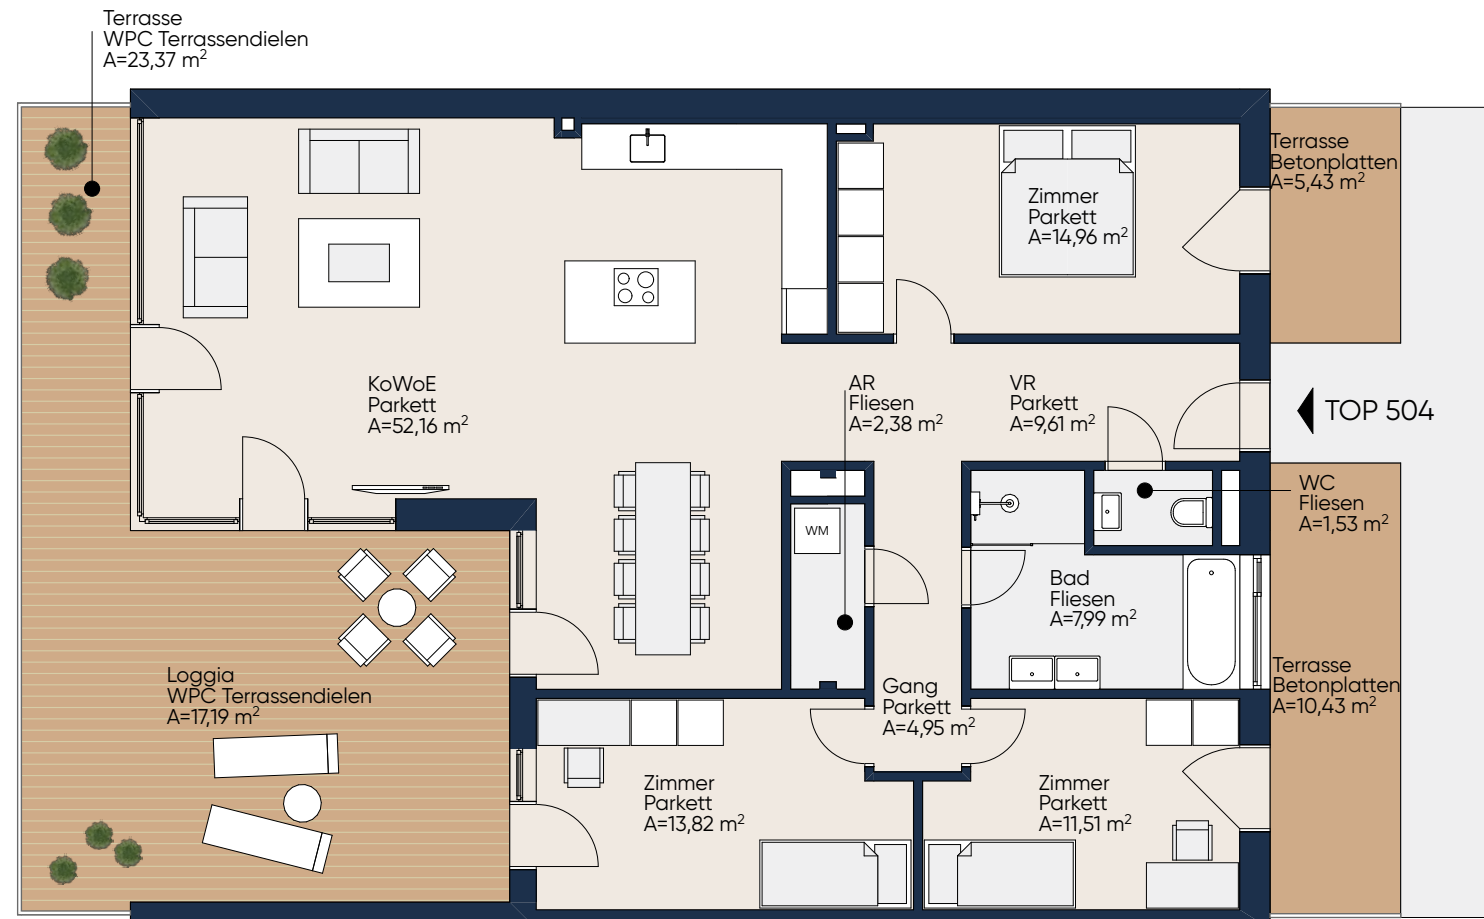 Terrasse
WPC Terrassendielen
A=23,37 m²
Terrasse
Betonplatten
A=5,43 m²
Zimmer
Parkett
A=14,96 m²
KoWoE
Parkett
A=52,16 m²
AR
Fliesen
A=2,38 m²
VR
Parkett
A=9,61 m²
TOP 504
WC
Fliesen
A=1,53 m²
WM
Bad
Fliesen
A=7,99 m²
Loggia
WPC Terrassendielen
A=17,19 m²
Gang
Parkett
A=4,95 m²
Terrasse
Betonplatten
A=10,43 m²
Zimmer
Parkett
A=13,82 m²
Zimmer
Parkett
A=11,51 m²